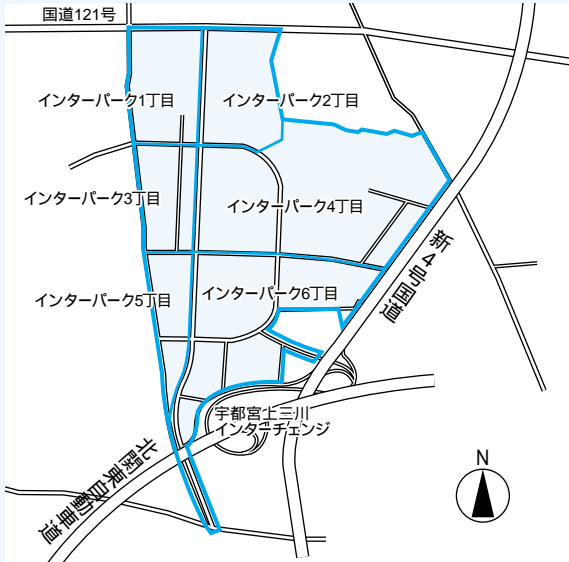 国道121号
インターパーク1丁目
インターパーク2丁目
インターパーク3丁目
インターパーク4丁目
新4号国道
インターパーク5丁目
インターパーク6丁目
宇都宮上三川
インターチェンジ
北関東自動車道
N